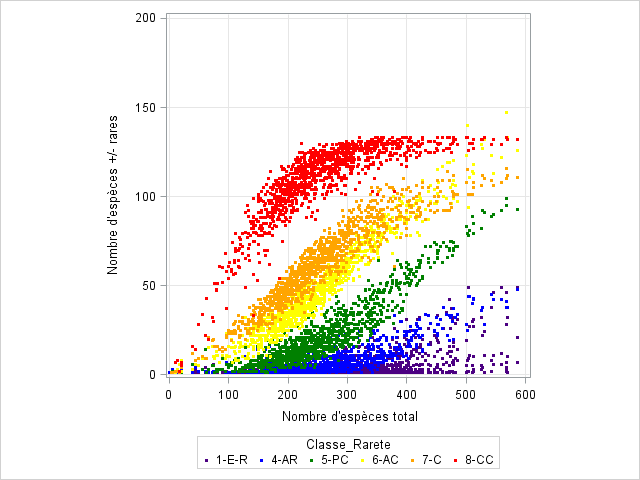 200
150
100
50
0
Nombre d'espèces +/- rares
0 100 200 300 400 500 600
Nombre d'espèces total
Classe_Rarete
1-E-R 4-AR 5-PC 6-AC 7-C 8-CC